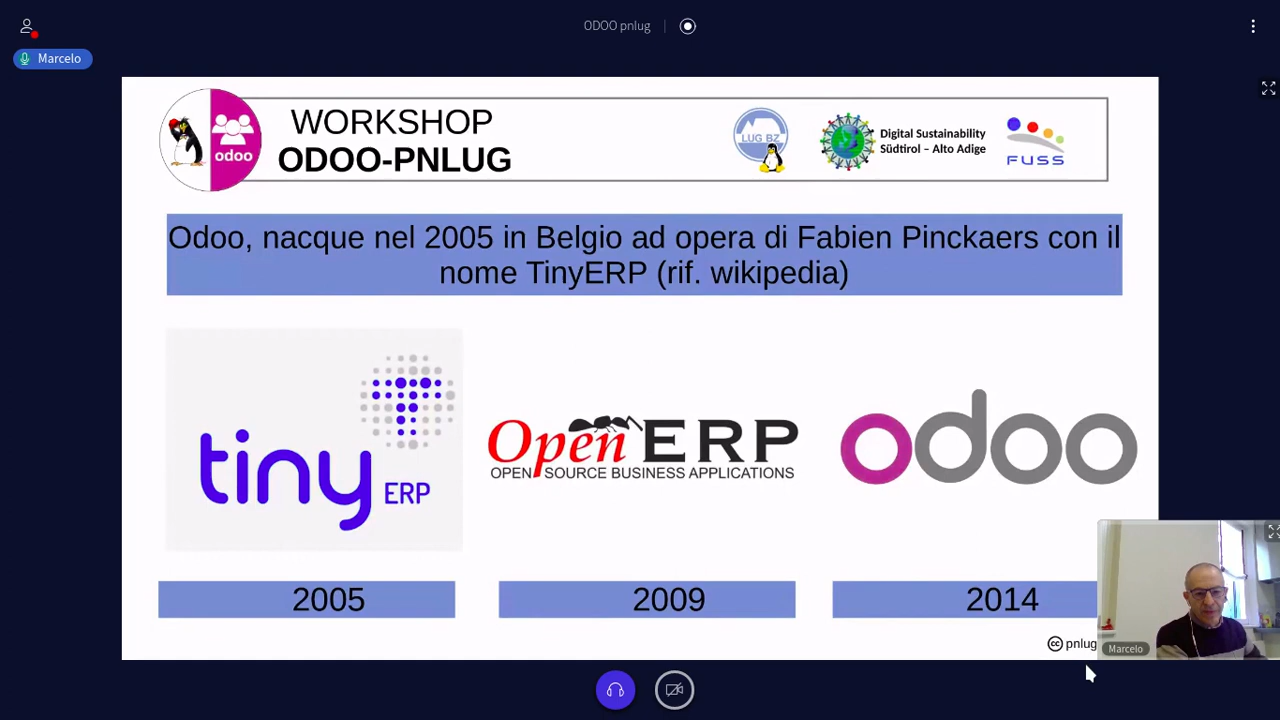 ODOO pnlug
Marcelo
WORKSHOP
ODOO-PNLUG
odoo
LUG BZ
Digital Sustainability
Südtirol – Alto Adige
FUSS
Odoo, nacque nel 2005 in Belgio ad opera di Fabien Pinckaers con il
nome TinyERP (rif. wikipedia)
tiny ERP
Open ERP
OPEN SOURCE BUSINESS APPLICATIONS
odoo
2005
2009
2014
cc pnlug
Marcelo